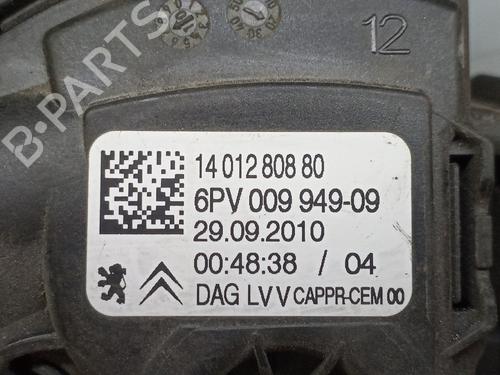 12
14 012 808 80
6PV 009 949-09
29.09.2010
00:48:38 / 04
DAG LVV CAPPR-CEM 00
B-PARTS